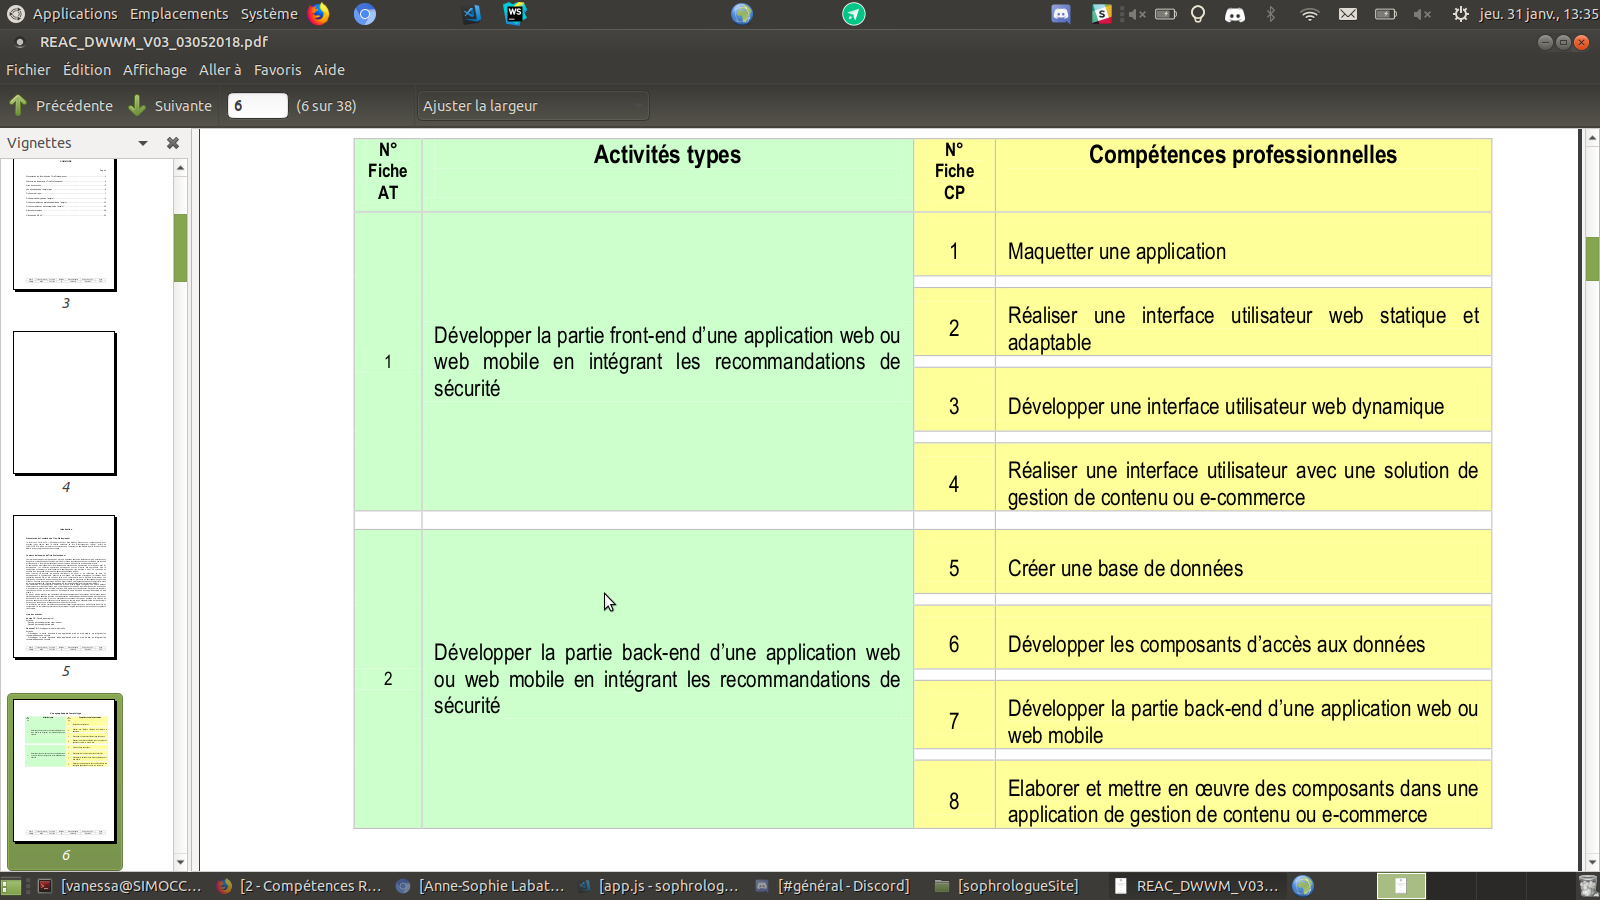 Applications Emplacements Système
jeu. 31 janv., 13:35
REAC_DWWM_V03_03052018.pdf
Fichier Édition Affichage Aller à Favoris Aide
Précédente Suivante 6 (6 sur 38) Ajuster la largeur
Vignettes
3
4
5
6
N° Fiche AT
Activités types
N° Fiche CP
Compétences professionnelles
1
Développer la partie front-end d’une application web ou
web mobile en intégrant les recommandations de
sécurité
1
Maquetter une application
2
Réaliser une interface utilisateur web statique et
adaptable
3
Développer une interface utilisateur web dynamique
4
Réaliser une interface utilisateur avec une solution de
gestion de contenu ou e-commerce
2
Développer la partie back-end d’une application web
ou web mobile en intégrant les recommandations de
sécurité
5
Créer une base de données
6
Développer les composants d’accès aux données
7
Développer la partie back-end d’une application web ou
web mobile
8
Elaborer et mettre en œuvre des composants dans une
application de gestion de contenu ou e-commerce
[vanessa@SIMOCC... [2 - Compétences R... [Anne-Sophie Labat... [app.js - sophrolog... [#général - Discord] [sophrologueSite] REAC_DWWM_V03...